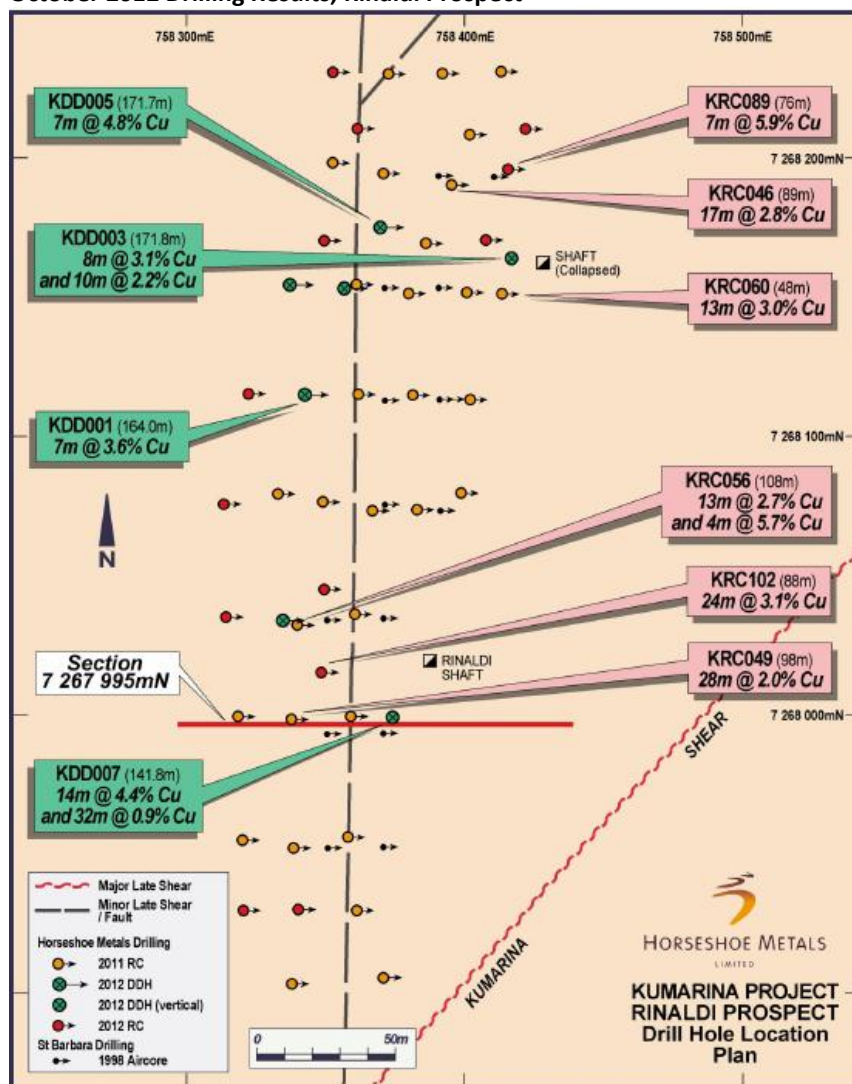 October 2012 Drilling Results, Rinaldi Prospect
758 300mE
758 400mE
758 500mE
KDD005 (171.7m)
7m @ 4.8% Cu
KRC089 (76m)
7m @ 5.9% Cu
7 268 200mN
KRC046 (89m)
17m @ 2.8% Cu
KDD003 (171.8m)
8m @ 3.1% Cu
and 10m @ 2.2% Cu
SHAFT
(Collapsed)
KRC060 (48m)
13m @ 3.0% Cu
KDD001 (164.0m)
7m @ 3.6% Cu
7 268 100mN
N
KRC056 (108m)
13m @ 2.7% Cu
and 4m @ 5.7% Cu
KRC102 (88m)
24m @ 3.1% Cu
Section
7 267 995mN
RINALDI
SHAFT
KRC049 (98m)
28m @ 2.0% Cu
7 268 000mN
SHEAR
KDD007 (141.8m)
14m @ 4.4% Cu
and 32m @ 0.9% Cu
KUMARINA
Major Late Shear
Minor Late Shear
/ Fault
Horseshoe Metals Drilling
2011 RC
2012 DDH
2012 DDH (vertical)
2012 RC
St Barbara Drilling
1998 Aircore
0
50m
HORSESHOE METALS
LIMITED
KUMARINA PROJECT
RINALDI PROSPECT
Drill Hole Location
Plan